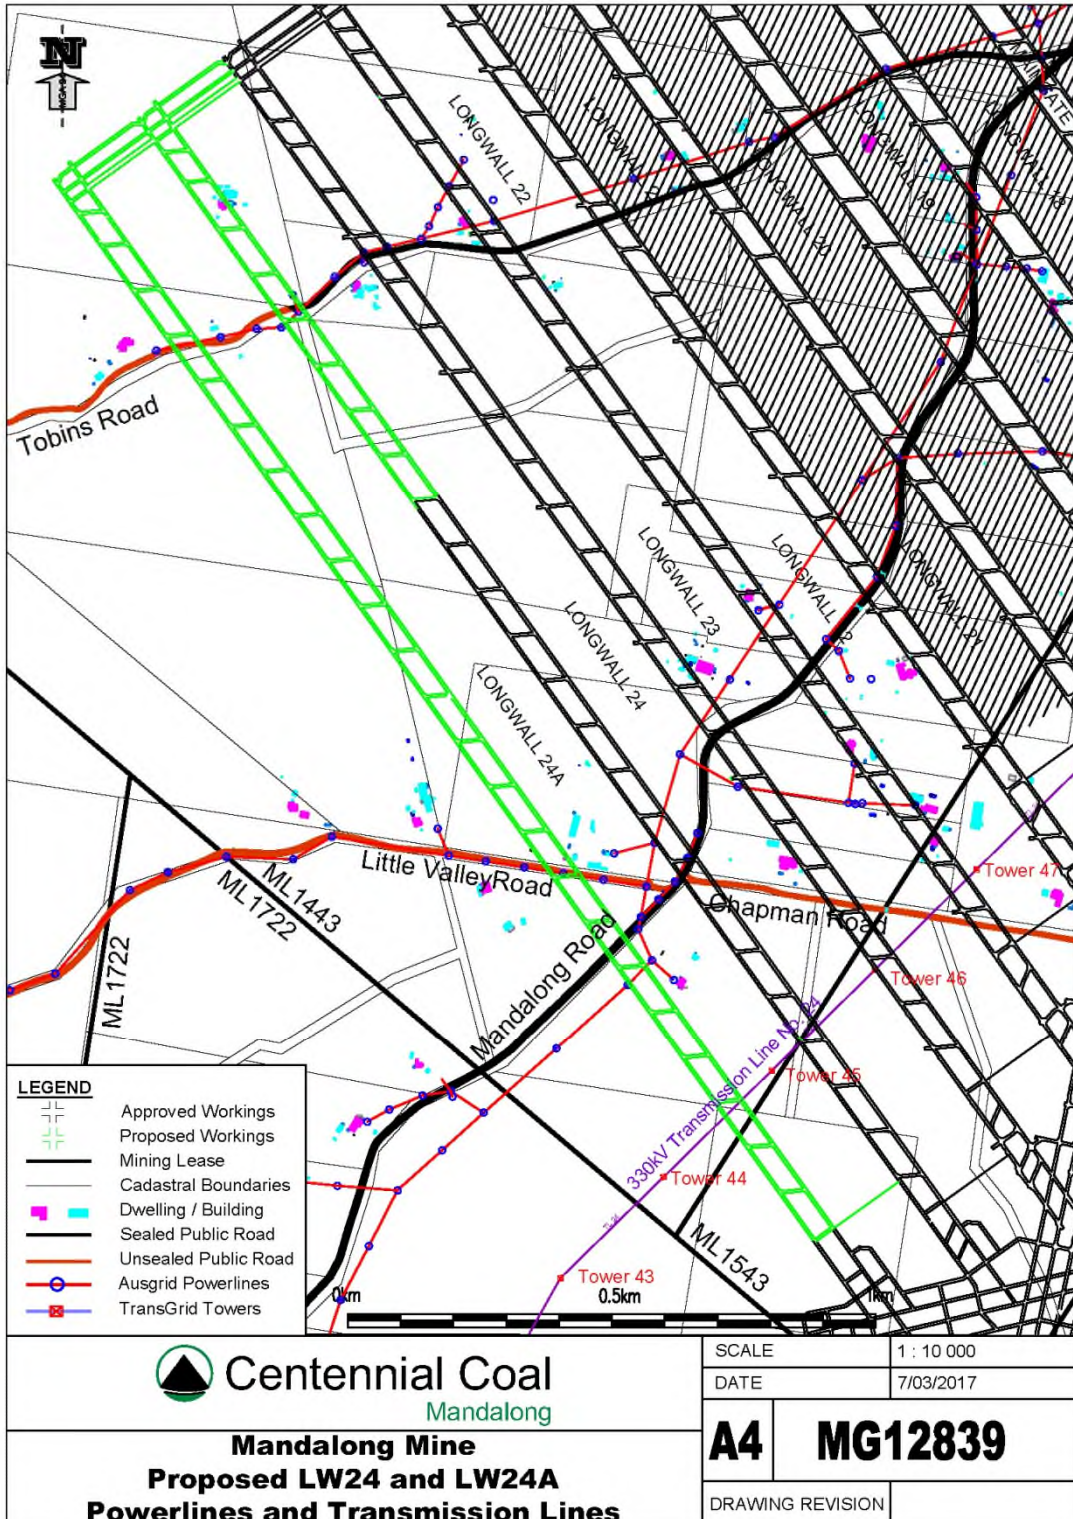 N
MGA
LONGWALL 22
LONGWALL 20
LONGWALL 19
LONGWALL 18
Tobins Road
LONGWALL 23
LONGWALL 21
LONGWALL 24
LONGWALL 24A
Little ValleyRoad
Chapman Road
Mandalong Road
ML1443
ML1722
ML1722
Tower 47
Tower 46
Tower 45
330kV Transmission Line No. 24
Tower 44
Tower 43
ML1543
0km
0.5km
1km
LEGEND
Approved Workings
Proposed Workings
Mining Lease
Cadastral Boundaries
Dwelling / Building
Sealed Public Road
Unsealed Public Road
Ausgrid Powerlines
TransGrid Towers
Centennial Coal
Mandalong
Mandalong Mine
Proposed LW24 and LW24A
Powerlines and Transmission Lines
SCALE
1 : 10 000
DATE
7/03/2017
A4
MG12839
DRAWING REVISION